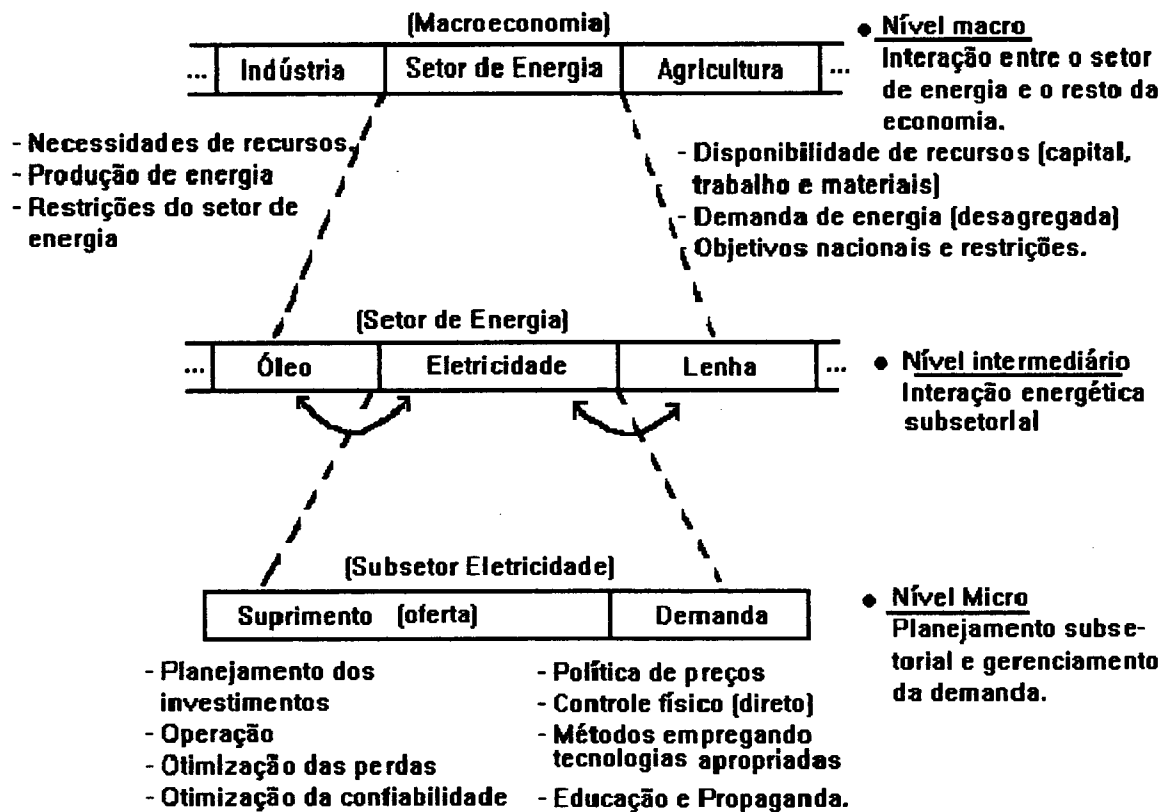 (Macroeconomia)
... Indústria Setor de Energia Agricultura ...
• Nível macro
Interação entre o setor
de energia e o resto da
economia.
- Necessidades de recursos.
- Produção de energia
- Restrições do setor de
energia
- Disponibilidade de recursos (capital,
trabalho e materiais)
- Demanda de energia (desagregada)
Objetivos nacionais e restrições.
(Setor de Energia)
... Óleo Eletricidade Lenha ...
• Nível intermediário
Interação energética
subsetorial
(Subsetor Eletricidade)
Suprimento (oferta) Demanda
• Nível Micro
Planejamento subse-
torial e gerenciamento
da demanda.
- Planejamento dos
investimentos
- Operação
- Otimização das perdas
- Otimização da confiabilidade
- Política de preços
- Controle físico (direto)
- Métodos empregando
tecnologias apropriadas
- Educação e Propaganda.